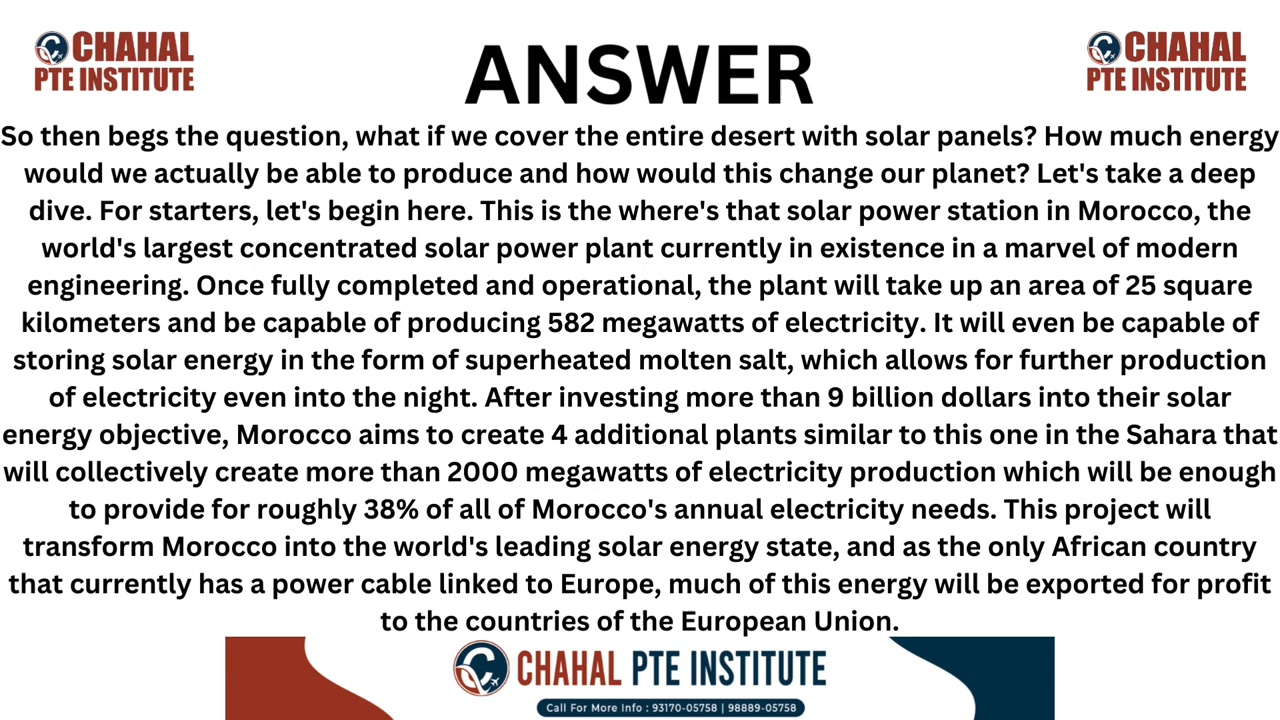 CHAHAL
PTE INSTITUTE
ANSWER
CHAHAL
PTE INSTITUTE
So then begs the question, what if we cover the entire desert with solar panels? How much energy
would we actually be able to produce and how would this change our planet? Let's take a deep
dive. For starters, let's begin here. This is the where's that solar power station in Morocco, the
world's largest concentrated solar power plant currently in existence in a marvel of modern
engineering. Once fully completed and operational, the plant will take up an area of 25 square
kilometers and be capable of producing 582 megawatts of electricity. It will even be capable of
storing solar energy in the form of superheated molten salt, which allows for further production
of electricity even into the night. After investing more than 9 billion dollars into their solar
energy objective, Morocco aims to create 4 additional plants similar to this one in the Sahara that
will collectively create more than 2000 megawatts of electricity production which will be enough
to provide for roughly 38% of all of Morocco's annual electricity needs. This project will
transform Morocco into the world's leading solar energy state, and as the only African country
that currently has a power cable linked to Europe, much of this energy will be exported for profit
to the countries of the European Union.
CHAHAL PTE INSTITUTE
Call For More Info : 93170-05758 | 98889-05758